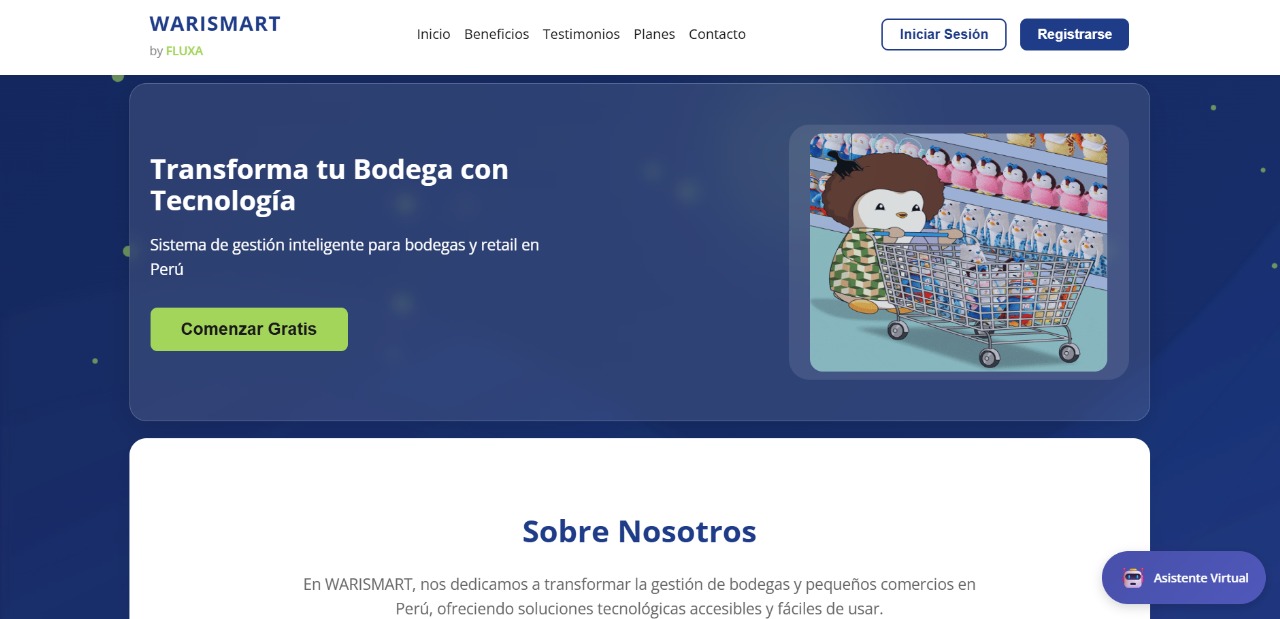 WARISMART
by FLUXA
Inicio Beneficios Testimonios Planes Contacto
Iniciar Sesión
Registrarse
Transforma tu Bodega con
Tecnología
Sistema de gestión inteligente para bodegas y retail en
Perú
Comenzar Gratis
Sobre Nosotros
En WARISMART, nos dedicamos a transformar la gestión de bodegas y pequeños comercios en
Perú, ofreciendo soluciones tecnológicas accesibles y fáciles de usar.
Asistente Virtual